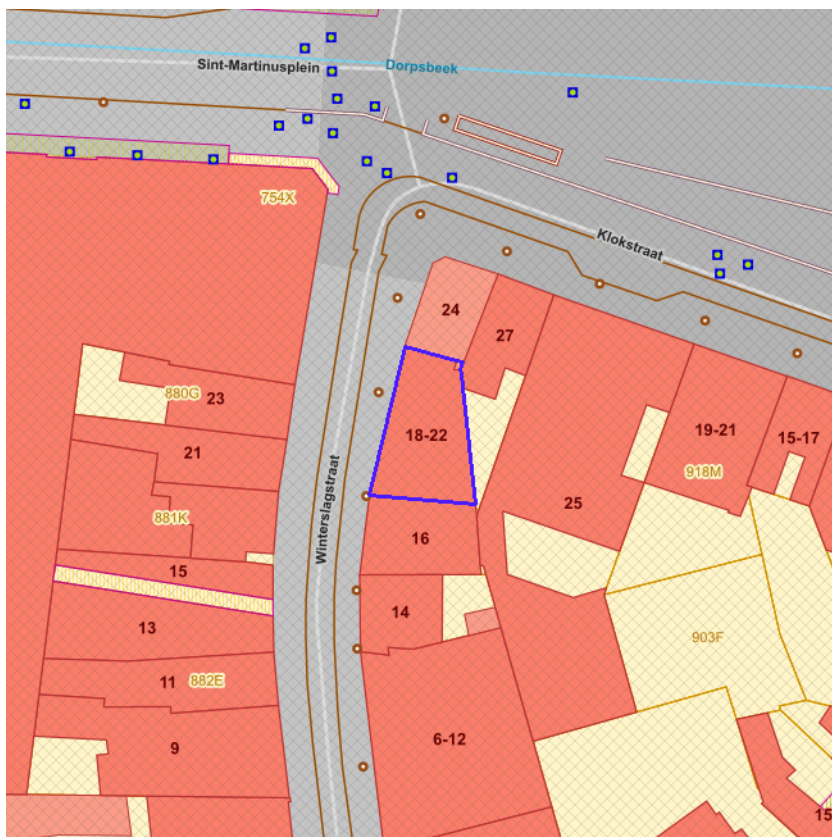 Sint-Martinusplein
Dorpsbeek
754X
Klokstraat
24
27
880G
23
18-22
19-21
15-17
21
918M
25
881K
Winterslagstraat
16
15
14
13
903F
11
882E
9
6-12
15